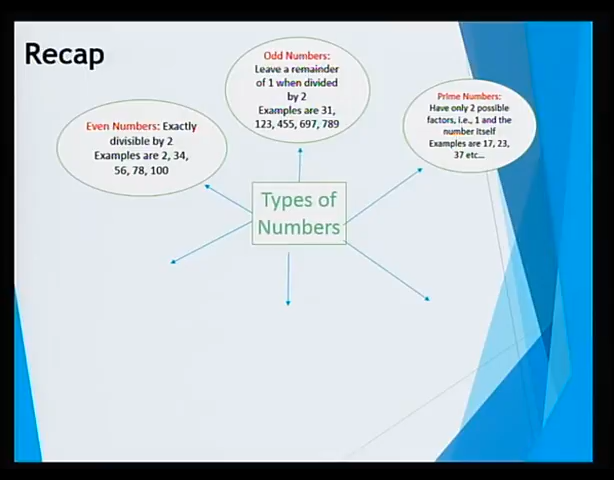 Recap
Odd Numbers:
Leave a remainder
of 1 when divided
by 2
Examples are 31,
123, 455, 697, 789
Even Numbers: Exactly
divisible by 2
Examples are 2, 34,
56, 78, 100
Prime Numbers:
Have only 2 possible
factors, i.e., 1 and the
number itself
Examples are 17, 23,
37 etc...
Types of
Numbers